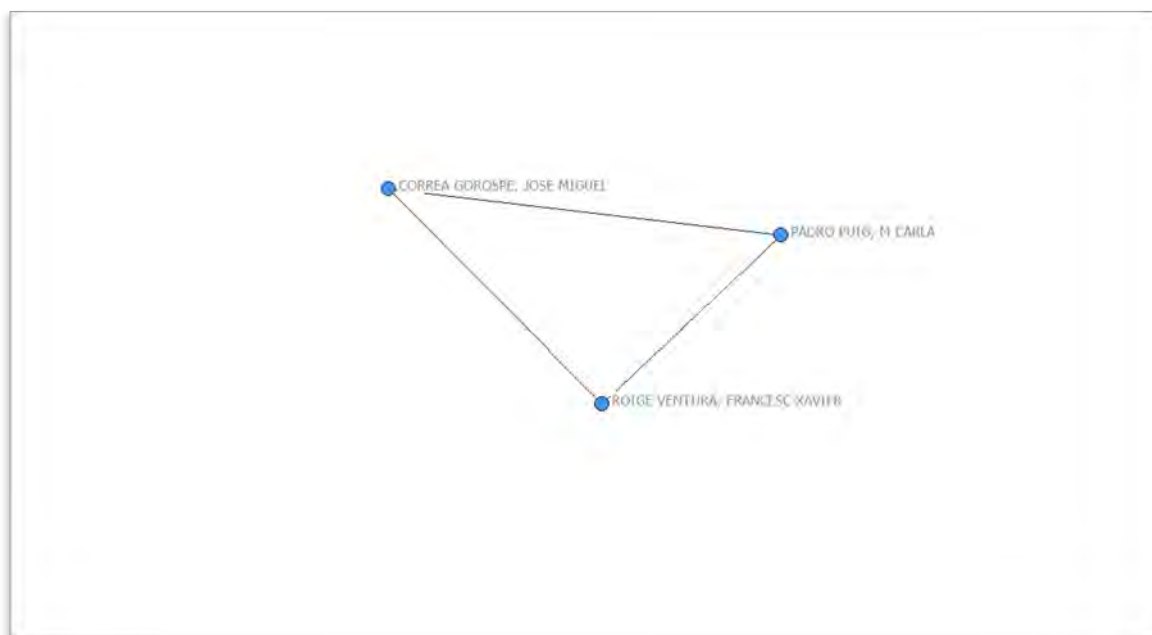 CORREA GOROSPE, JOSE MIGUEL
PADRO PUIG, M CARLA
ROIGE VENTURA, FRANCESC XAVIER